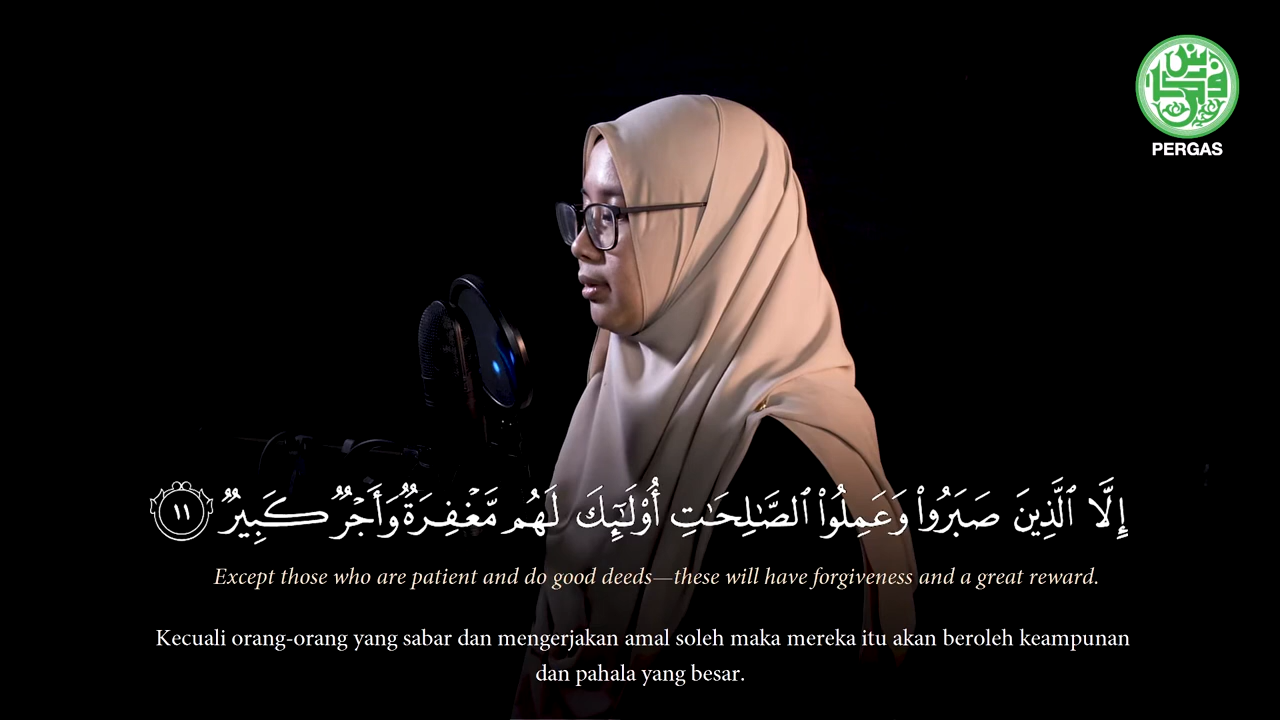 PERGAS
إِلَّا ٱلَّذِينَ صَبَرُوا۟ وَعَمِلُوا۟ ٱلصَّـٰلِحَـٰتِ أُو۟لَـٰٓئِكَ لَهُم مَّغْفِرَةٌ وَأَجْرٌ كَبِيرٌ ١١
Except those who are patient and do good deeds—these will have forgiveness and a great reward.
Kecuali orang-orang yang sabar dan mengerjakan amal soleh maka mereka itu akan beroleh keampunan
dan pahala yang besar.